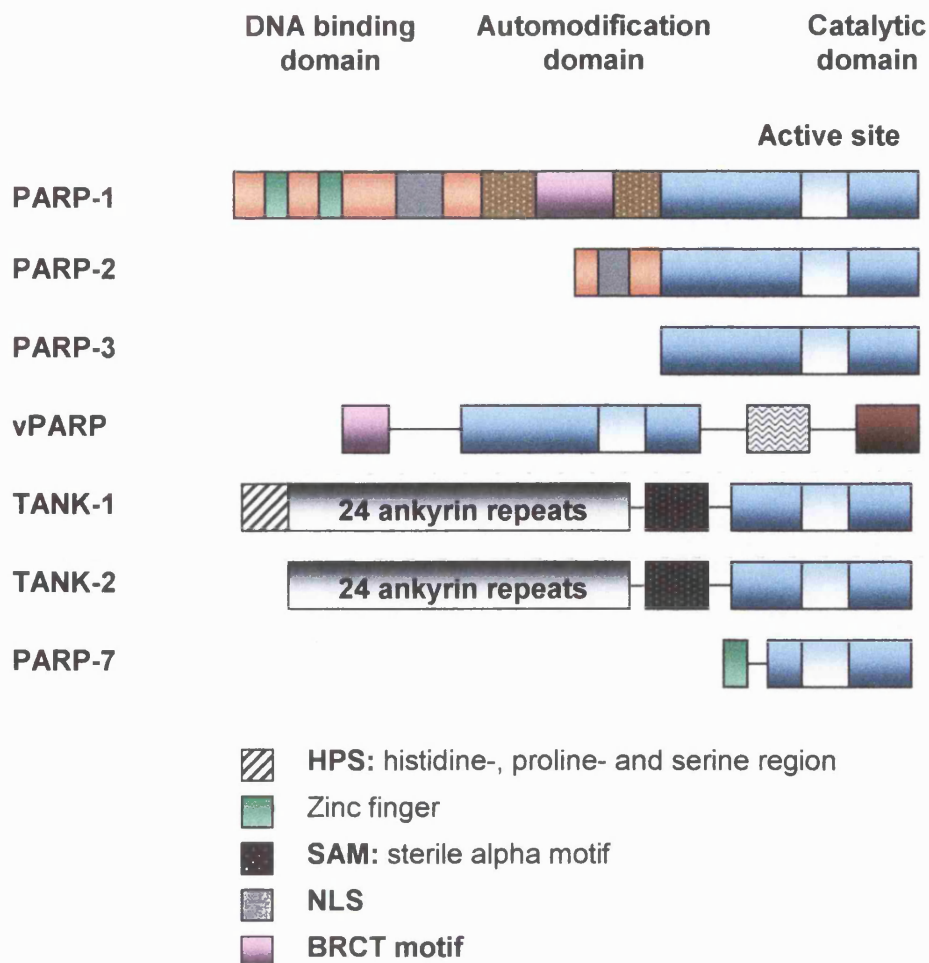 DNA binding domain
Automodification domain
Catalytic domain
Active site
PARP-1
PARP-2
PARP-3
vPARP
TANK-1
24 ankyrin repeats
TANK-2
24 ankyrin repeats
PARP-7
HPS: histidine-, proline- and serine region
Zinc finger
SAM: sterile alpha motif
NLS
BRCT motif